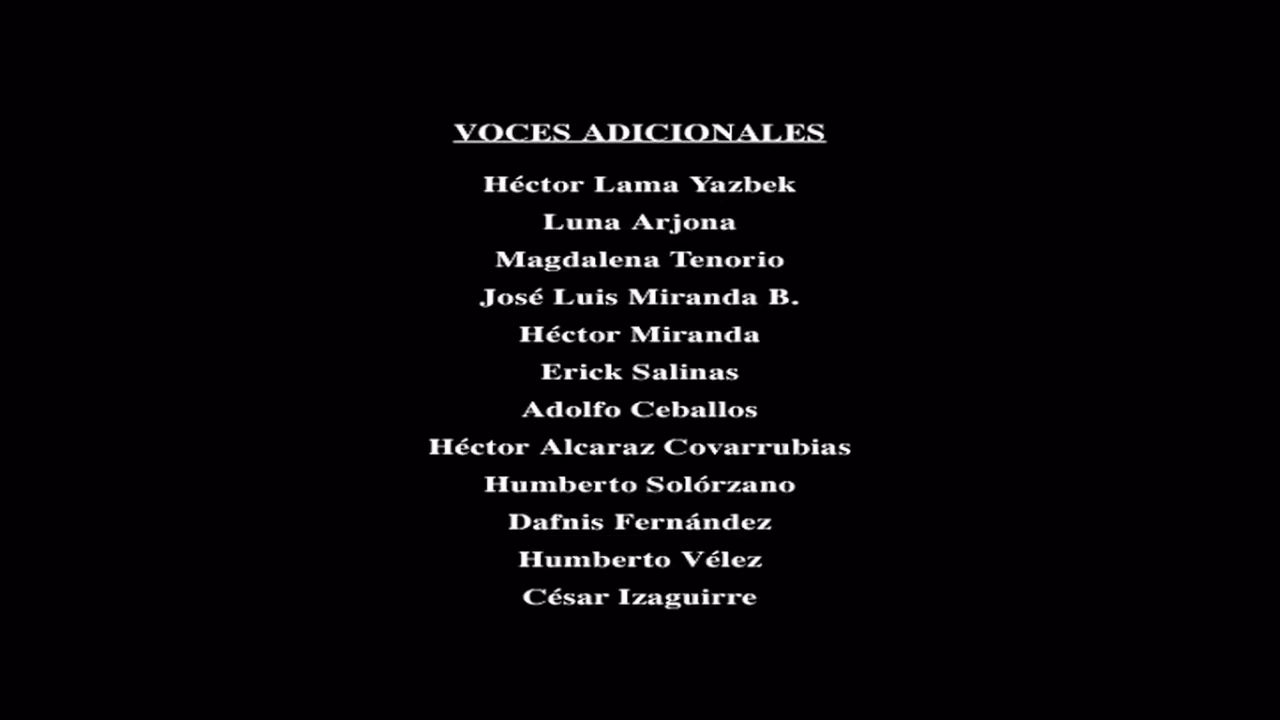 VOCES ADICIONALES
Héctor Lama Yazbek
Luna Arjona
Magdalena Tenorio
José Luis Miranda B.
Héctor Miranda
Erick Salinas
Adolfo Ceballos
Héctor Alcaraz Covarrubias
Humberto Solórzano
Dafnis Fernández
Humberto Vélez
César Izaguirre